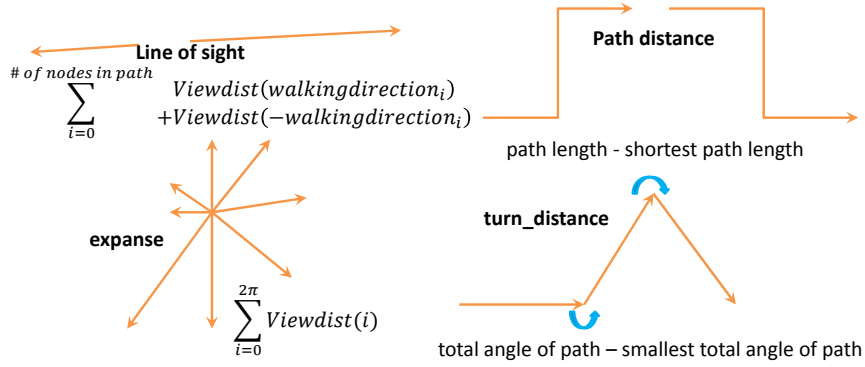 Line of sight
# of nodes in path
∑ Viewdist(walkingdirection_i)
i=0 +Viewdist(−walkingdirection_i)
expanse
2π
∑ Viewdist(i)
i=0
Path distance
path length - shortest path length
turn_distance
total angle of path – smallest total angle of path